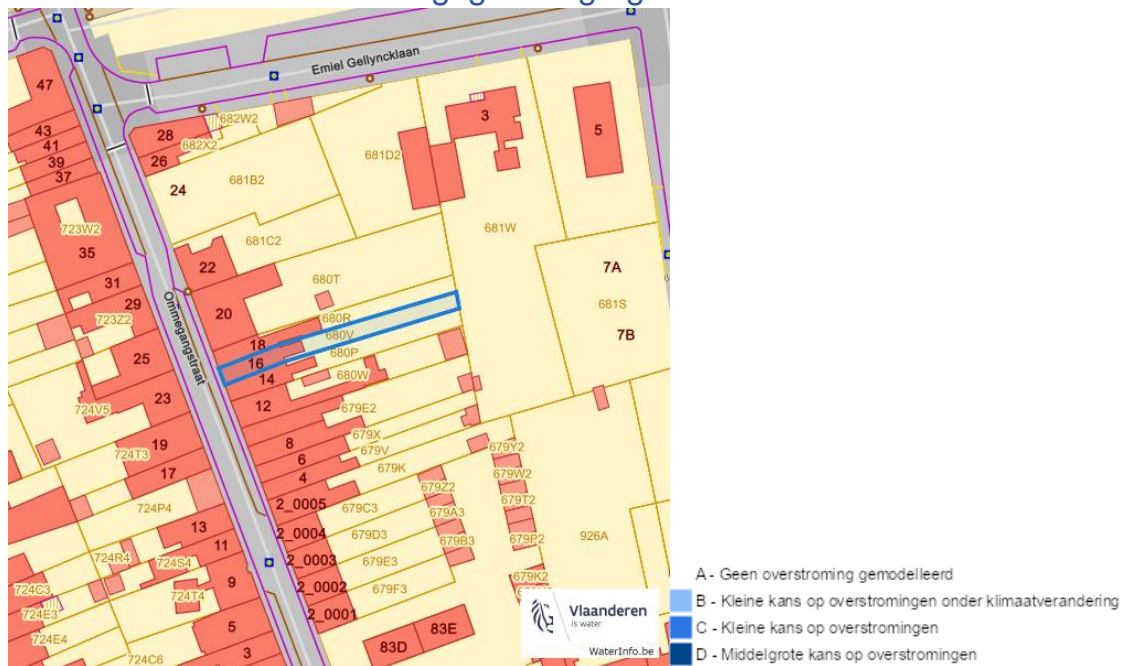 Emiel Gellyncklaan
47
682W2
28
3
43
682X2
5
41
26
681D2
39
37
24
681B2
723W2
681W
35
681C2
22
7A
31
680T
29
681S
723Z2
20
680R
7B
Ommegangstraat
18
680V
25
16
680P
14
680W
724V5
23
12
679E2
19
8
679X
724T3
6
679V
679Y2
17
4
679K
679W2
2_0005
679Z2
679T2
724P4
679C3
13
679A3
2_0004
679D3
679B3
679P2
926A
11
724R4
724S4
2_0003
679E3
679K2
9
2_0002
679F3
724C3
724T4
724E3
2_0001
5
83E
724E4
83D
3
724C6
Vlaanderen
is water
WaterInfo.be
A - Geen overstroming gemodelleerd
B - Kleine kans op overstromingen onder klimaatverandering
C - Kleine kans op overstromingen
D - Middelgrote kans op overstromingen